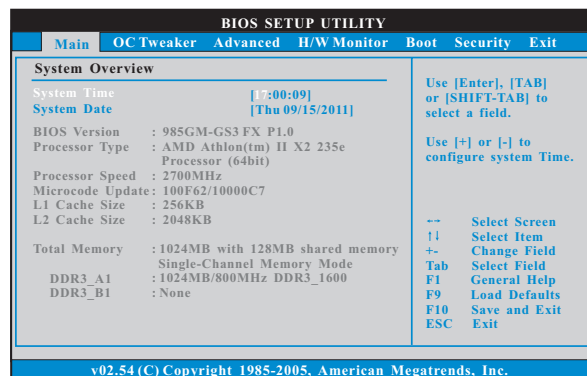 BIOS SETUP UTILITY
Main OC Tweaker Advanced H/W Monitor Boot Security Exit
System Overview
System Time [17:00:09]
System Date [Thu 09/15/2011]
BIOS Version : 985GM-GS3 FX P1.0
Processor Type : AMD Athlon(tm) II X2 235e
Processor (64bit)
Processor Speed : 2700MHz
Microcode Update : 100F62/10000C7
L1 Cache Size : 256KB
L2 Cache Size : 2048KB
Total Memory : 1024MB with 128MB shared memory
Single-Channel Memory Mode
DDR3_A1 : 1024MB/800MHz DDR3_1600
DDR3_B1 : None
Use [Enter], [TAB]
or [SHIFT-TAB] to
select a field.
Use [+] or [-] to
configure system Time.
←→ Select Screen
↑↓ Select Item
+- Change Field
Tab Select Field
F1 General Help
F9 Load Defaults
F10 Save and Exit
ESC Exit
v02.54 (C) Copyright 1985-2005, American Megatrends, Inc.